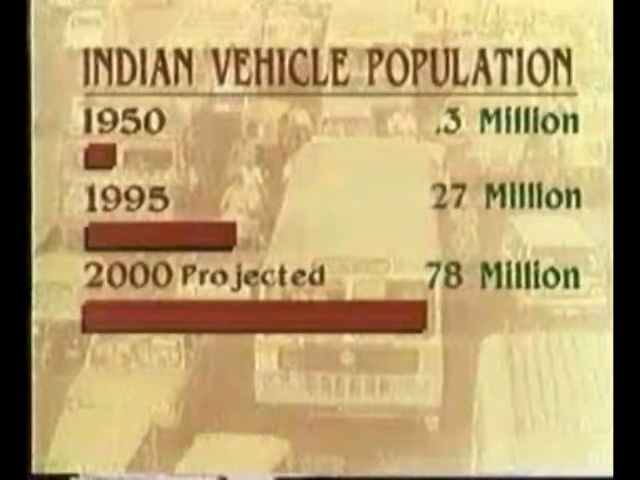 INDIAN VEHICLE POPULATION
1950 .3 Million
1995 27 Million
2000 Projected 78 Million